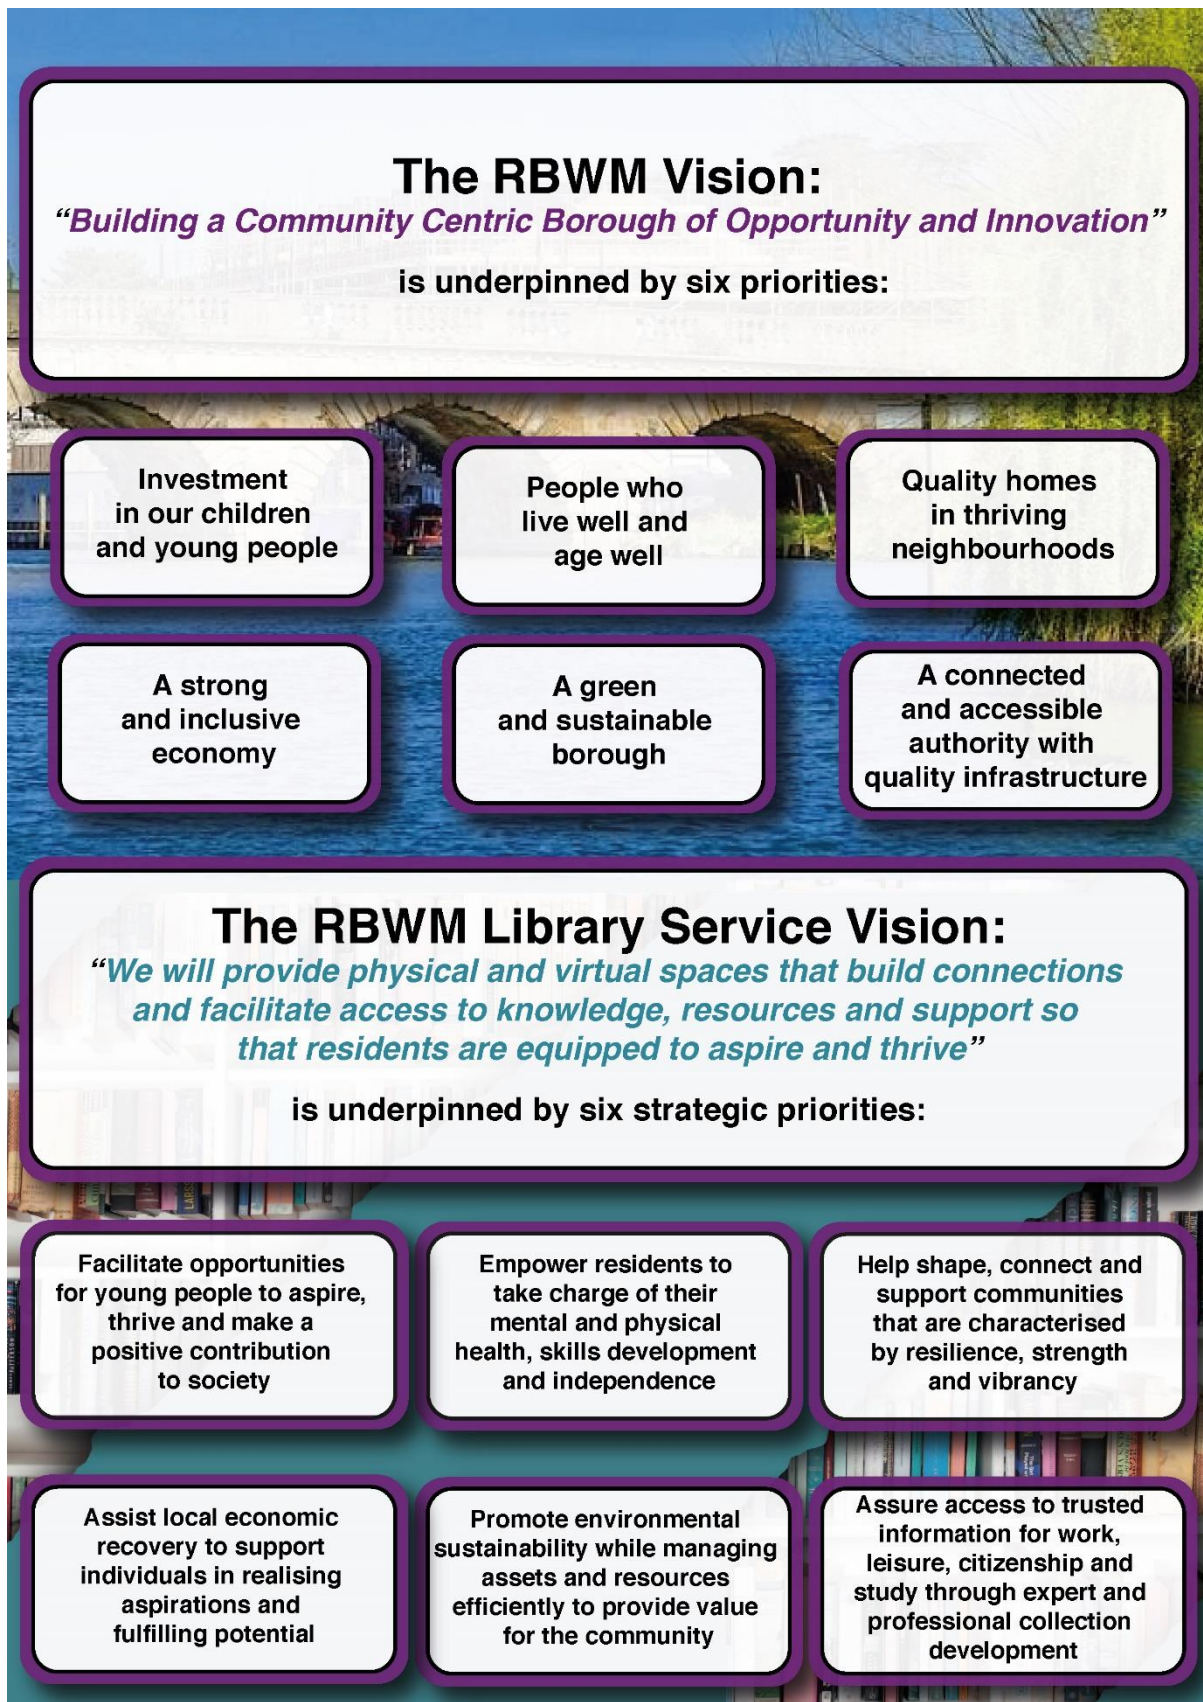 The RBWM Vision:
“Building a Community Centric Borough of Opportunity and Innovation”
is underpinned by six priorities:
Investment
in our children
and young people
People who
live well and
age well
Quality homes
in thriving
neighbourhoods
A strong
and inclusive
economy
A green
and sustainable
borough
A connected
and accessible
authority with
quality infrastructure
The RBWM Library Service Vision:
“We will provide physical and virtual spaces that build connections
and facilitate access to knowledge, resources and support so
that residents are equipped to aspire and thrive”
is underpinned by six strategic priorities:
Facilitate opportunities
for young people to aspire,
thrive and make a
positive contribution
to society
Empower residents to
take charge of their
mental and physical
health, skills development
and independence
Help shape, connect and
support communities
that are characterised
by resilience, strength
and vibrancy
Assist local economic
recovery to support
individuals in realising
aspirations and
fulfilling potential
Promote environmental
sustainability while managing
assets and resources
efficiently to provide value
for the community
Assure access to trusted
information for work,
leisure, citizenship and
study through expert and
professional collection
development